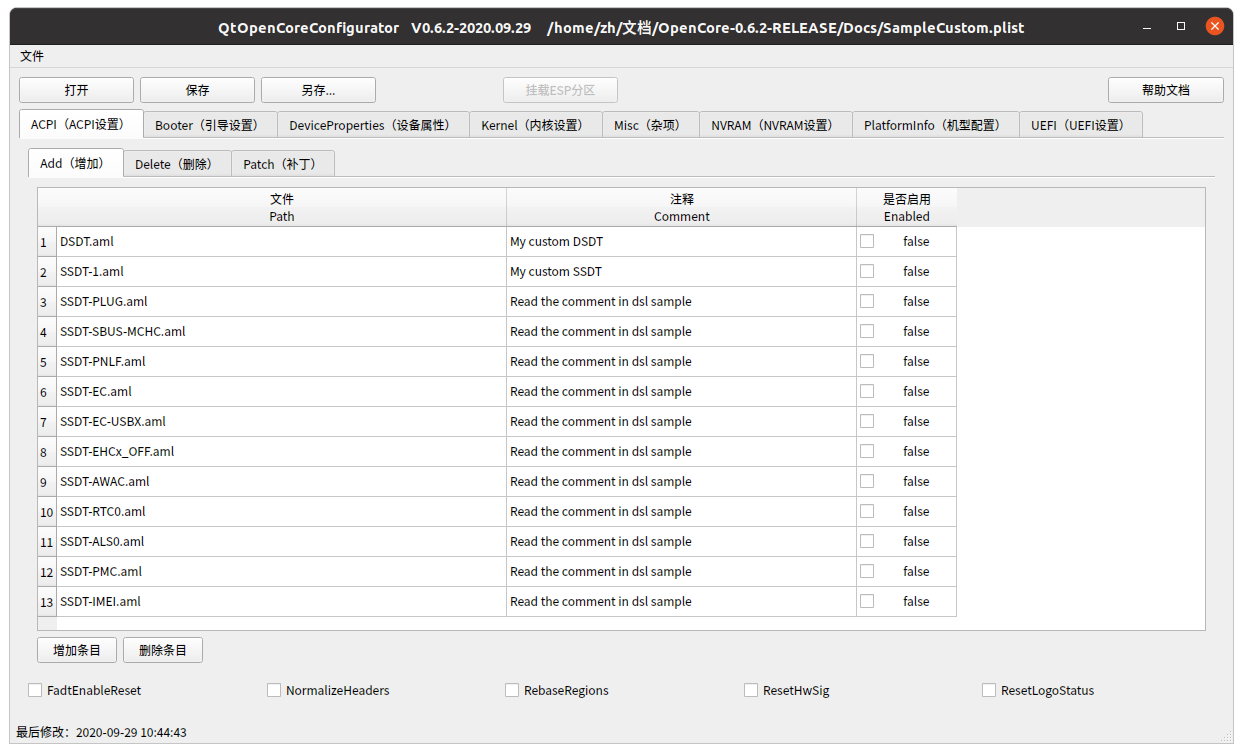 QtOpenCoreConfigurator V0.6.2-2020.09.29 /home/zh/文档/OpenCore-0.6.2-RELEASE/Docs/SampleCustom.plist
文件
打开 保存 另存... 挂载ESP分区 帮助文档
ACPI（ACPI设置） Booter（引导设置） DeviceProperties（设备属性） Kernel（内核设置） Misc（杂项） NVRAM（NVRAM设置） PlatformInfo（机型配置） UEFI（UEFI设置）
Add（增加） Delete（删除） Patch（补丁）
文件 注释 是否启用
Path Comment Enabled
1 DSDT.aml My custom DSDT false
2 SSDT-1.aml My custom SSDT false
3 SSDT-PLUG.aml Read the comment in dsl sample false
4 SSDT-SBUS-MCHC.aml Read the comment in dsl sample false
5 SSDT-PNLF.aml Read the comment in dsl sample false
6 SSDT-EC.aml Read the comment in dsl sample false
7 SSDT-EC-USBX.aml Read the comment in dsl sample false
8 SSDT-EHCx_OFF.aml Read the comment in dsl sample false
9 SSDT-AWAC.aml Read the comment in dsl sample false
10 SSDT-RTC0.aml Read the comment in dsl sample false
11 SSDT-ALS0.aml Read the comment in dsl sample false
12 SSDT-PMC.aml Read the comment in dsl sample false
13 SSDT-IMEI.aml Read the comment in dsl sample false
增加条目 删除条目
FadtEnableReset NormalizeHeaders RebaseRegions ResetHwSig ResetLogoStatus
最后修改：2020-09-29 10:44:43